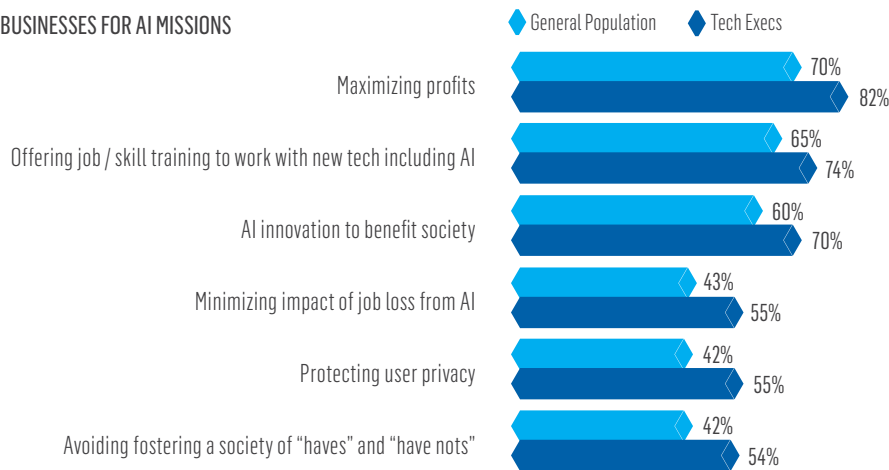 BUSINESSES FOR AI MISSIONS
General Population
Tech Execs
Maximizing profits
70%
82%
Offering job / skill training to work with new tech including AI
65%
74%
AI innovation to benefit society
60%
70%
Minimizing impact of job loss from AI
43%
55%
Protecting user privacy
42%
55%
Avoiding fostering a society of “haves” and “have nots”
42%
54%